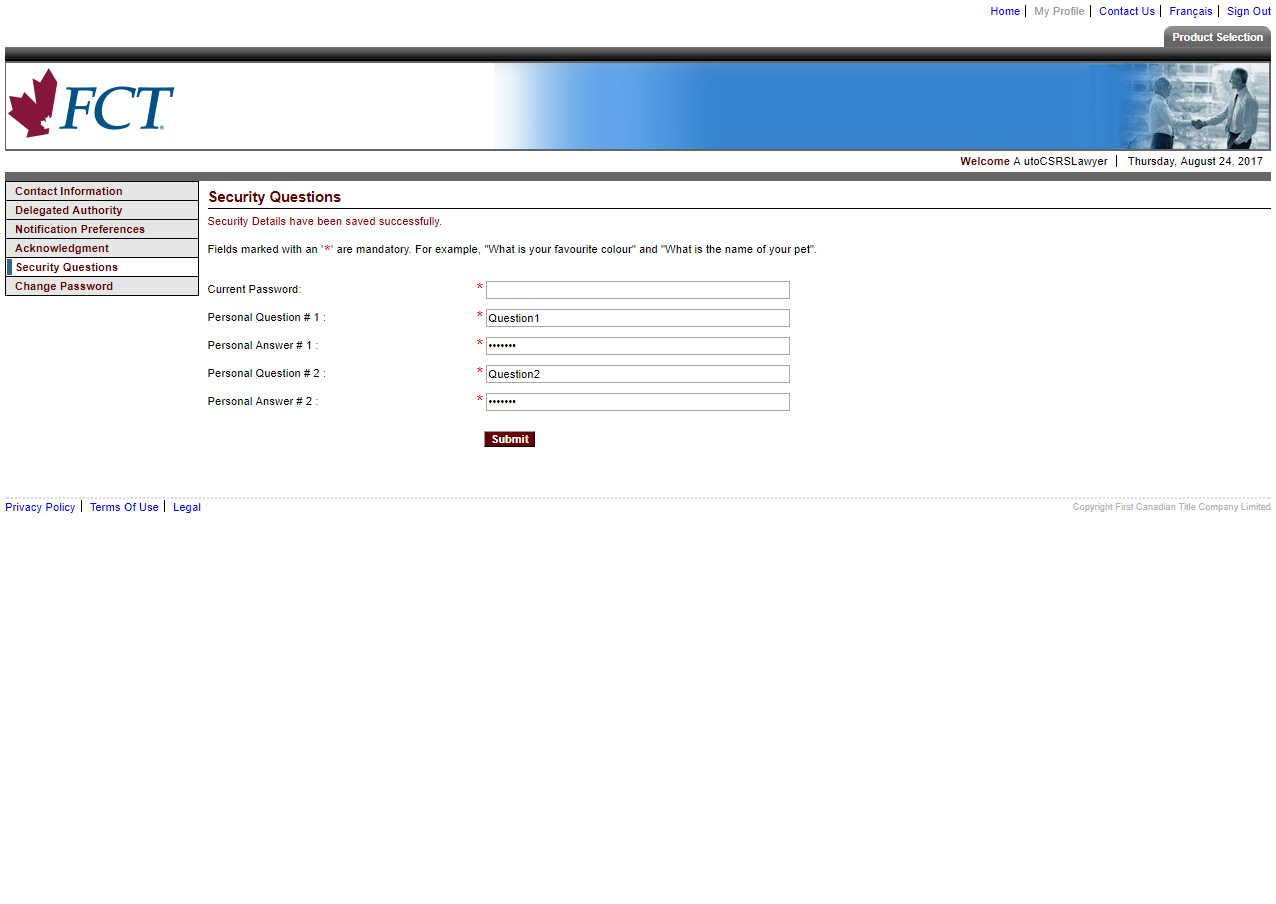 Home My Profile Contact Us Français Sign Out
Product Selection
FCT®
Welcome A utoCSRSLawyer Thursday, August 24, 2017
Contact Information
Delegated Authority
Notification Preferences
Acknowledgment
Security Questions
Change Password
Security Questions
Security Details have been saved successfully.
Fields marked with an '*' are mandatory. For example, "What is your favourite colour" and "What is the name of your pet".
Current Password: *
Personal Question # 1 : * Question1
Personal Answer # 1 : * •••••••
Personal Question # 2 : * Question2
Personal Answer # 2 : * •••••••
Submit
Privacy Policy Terms Of Use Legal Copyright First Canadian Title Company Limited